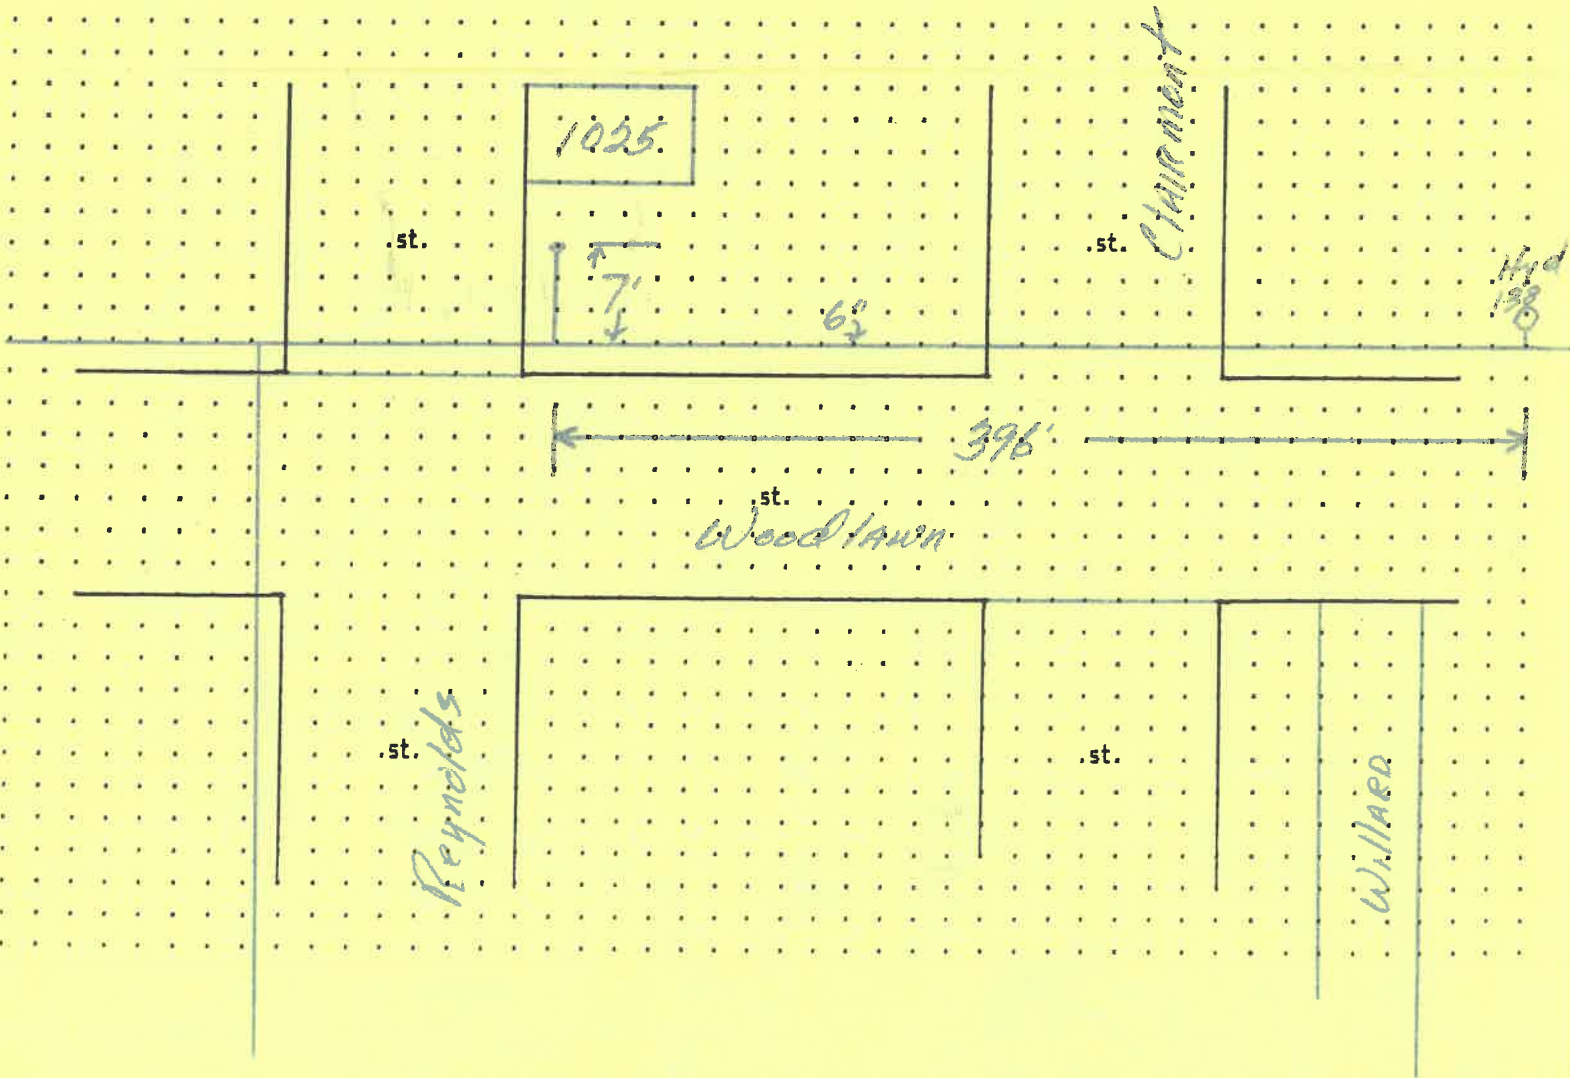 1025
Clairmont
.st.
.st.
Hyd
138
7'
6"
396'
.st.
Woodlawn
Reynolds
.st.
.st.
Willard